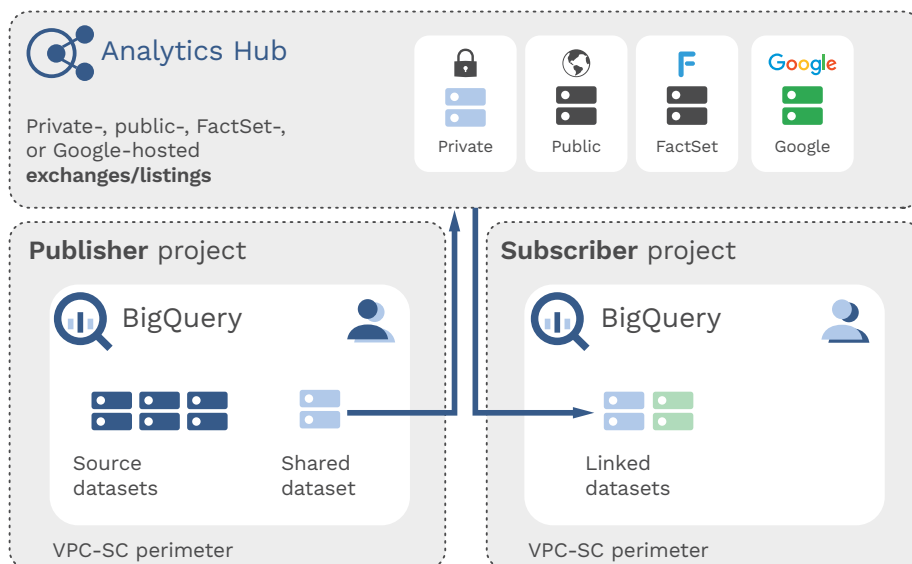 Analytics Hub
Private-, public-, FactSet-,
or Google-hosted
exchanges/listings
Private
Public
F
FactSet
Google
Google
Publisher project
BigQuery
Source
datasets
Shared
dataset
VPC-SC perimeter
Subscriber project
BigQuery
Linked
datasets
VPC-SC perimeter